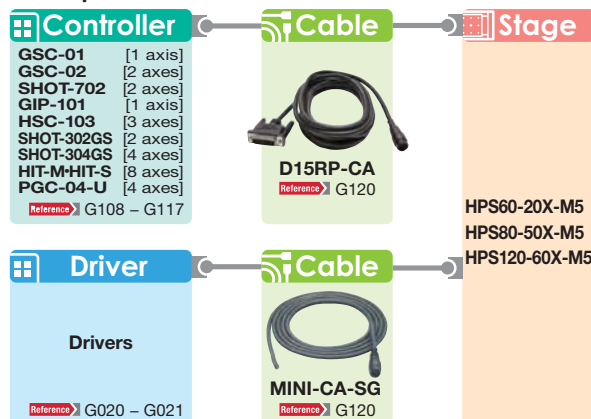 Controller
GSC-01 [1 axis]
GSC-02 [2 axes]
SHOT-702 [2 axes]
GIP-101 [1 axis]
HSC-103 [3 axes]
SHOT-302GS [2 axes]
SHOT-304GS [4 axes]
HIT-M•HIT-S [8 axes]
PGC-04-U [4 axes]
Reference G108 – G117
Cable
D15RP-CA
Reference G120
Stage
HPS60-20X-M5
HPS80-50X-M5
HPS120-60X-M5
Driver
Drivers
Reference G020 – G021
Cable
MINI-CA-SG
Reference G120